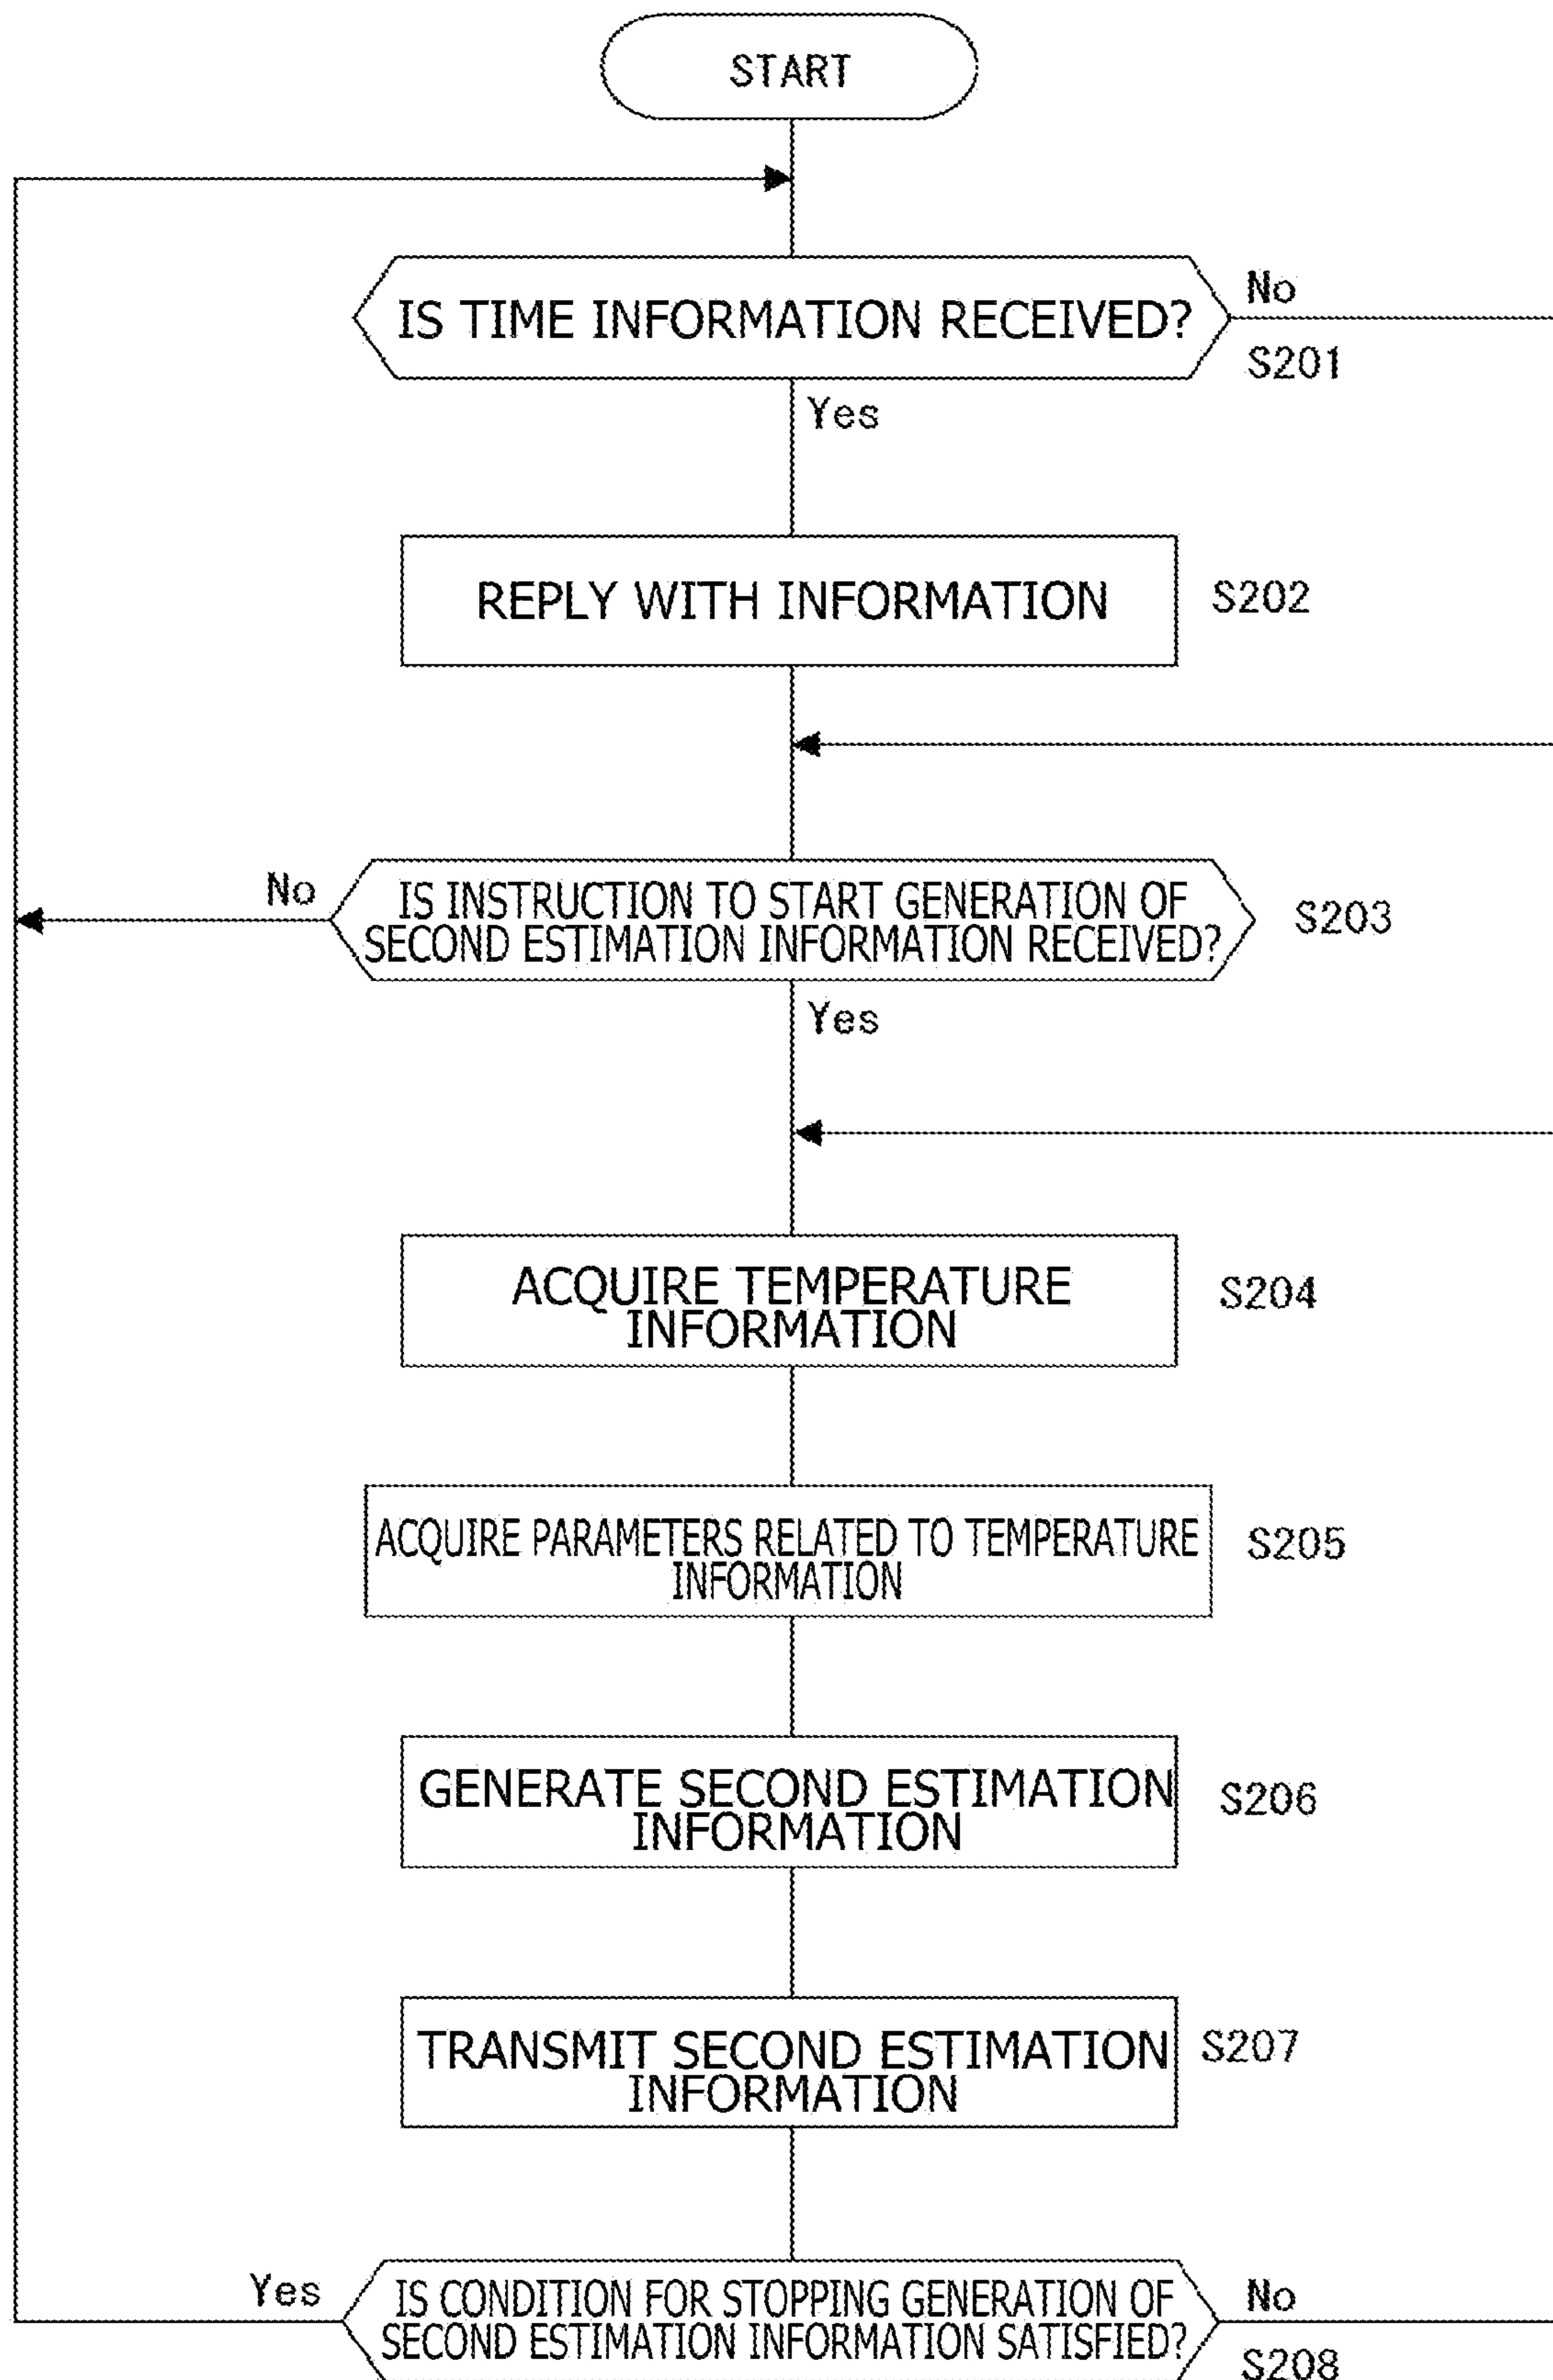 START
IS TIME INFORMATION RECEIVED?
No
S201
Yes
REPLY WITH INFORMATION
S202
No
IS INSTRUCTION TO START GENERATION OF
SECOND ESTIMATION INFORMATION RECEIVED?
S203
Yes
ACQUIRE TEMPERATURE
INFORMATION
S204
ACQUIRE PARAMETERS RELATED TO TEMPERATURE
INFORMATION
S205
GENERATE SECOND ESTIMATION
INFORMATION
S206
TRANSMIT SECOND ESTIMATION
INFORMATION
S207
Yes
IS CONDITION FOR STOPPING GENERATION OF
SECOND ESTIMATION INFORMATION SATISFIED?
No
S208